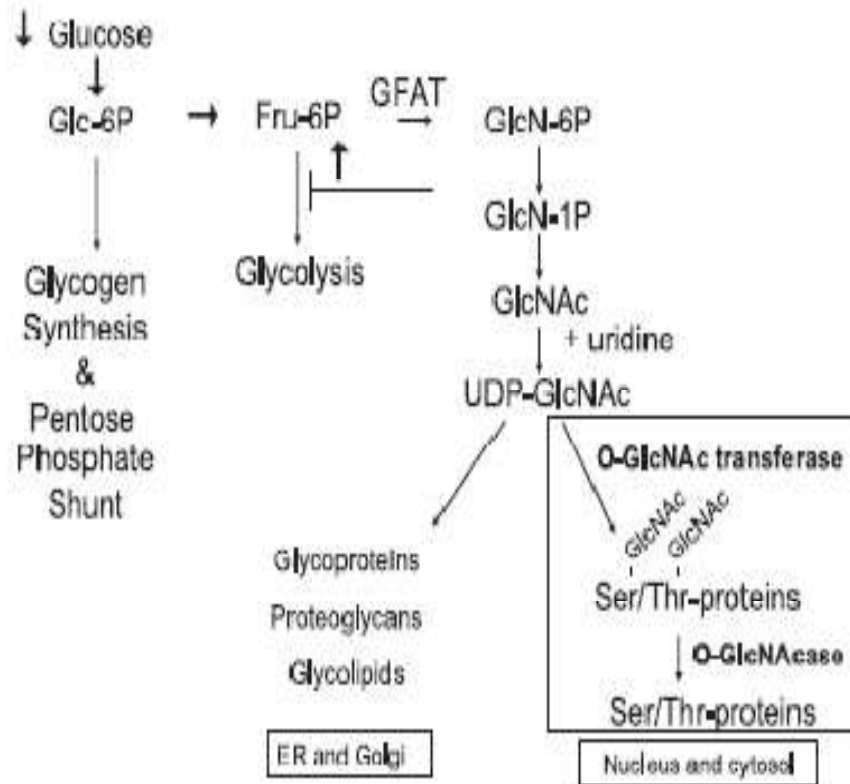 ↓ Glucose
Glc-6P → Fru-6P GFAT → GlcN-6P
GlcN-1P
Glycolysis
GlcNAc
+ uridine
UDP-GlcNAc
Glycogen
Synthesis
&
Pentose
Phosphate
Shunt
Glycoproteins
Proteoglycans
Glycolipids
ER and Golgi
O-GlcNAc transferase
GlcNAc
GlcNAc
Ser/Thr-proteins
O-GlcNAcase
Ser/Thr-proteins
Nucleus and cytosol